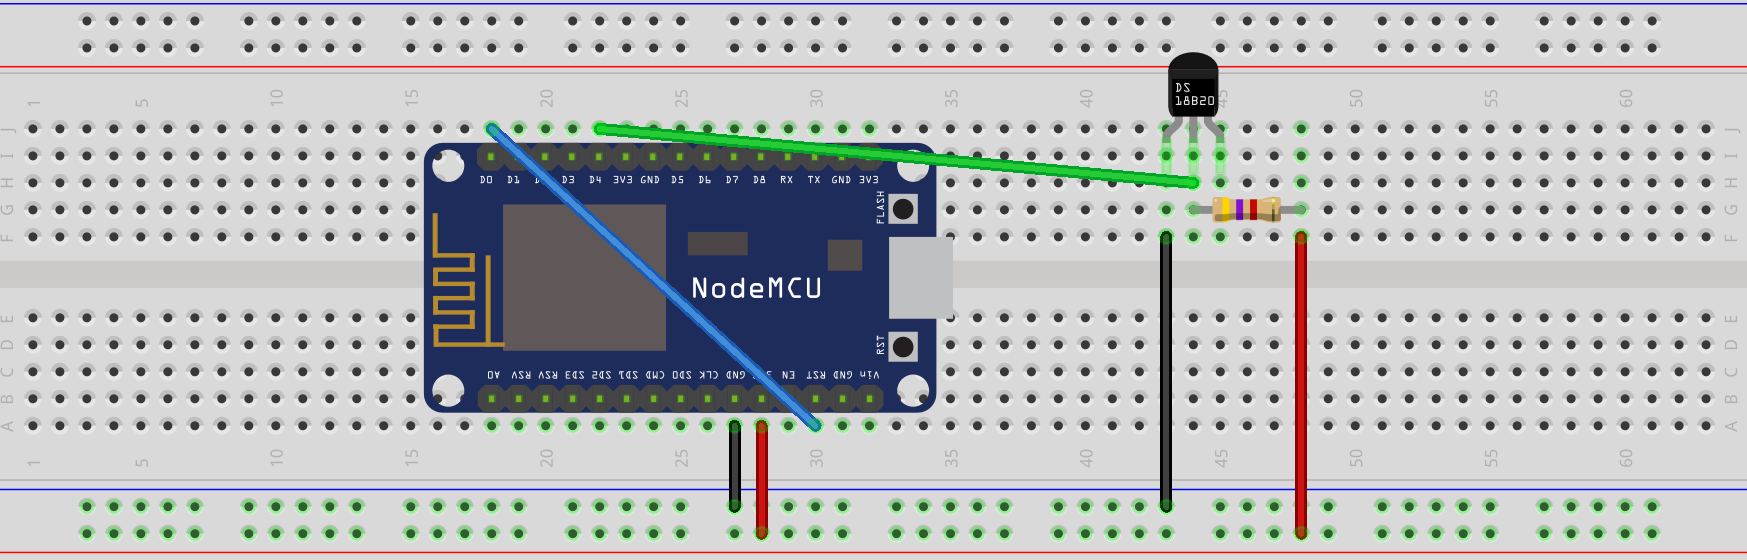 1 5 10 15 20 25 30 35 40 45 50 55 60
DS
18B20
J J
I I
H H
G G
F F
D0 D1 D3 D4 3V3 GND D5 D6 D7 D8 RX TX GND 3V3
FLASH
NodeMCU
RST
E E
D D
C C
B B
A A
A0 RSV RSV SD3 SD2 SD1 CMD SD0 CLK GND EN RST GND Vin
1 5 10 15 20 25 30 35 40 45 50 55 60